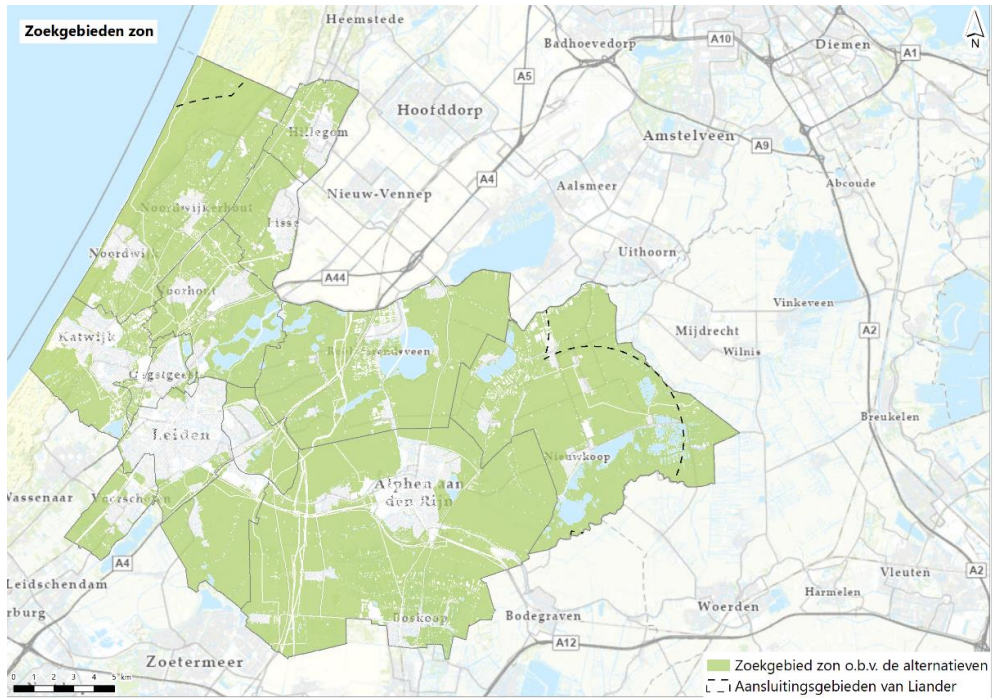 Zoekgebieden zon
Heemstede
Badhoevedorp
A10
Diemen
A1
N
A5
Hoofddorp
Hillegom
Amstelveen
A9
A4
Nieuw-Vennep
Aalsmeer
Abcoude
Noordwijkerhout
Lisse
Noordwijk
Uithoorn
A44
Voorhout
Vinkeveen
Katwijk
Mijdrecht
A2
Wilnis
Oegstgeest
Leiden
Breukelen
Nieuwkoop
Alphen aan
den Rijn
Wassenaar
Voorschoten
A4
Leidschendam
Vleuten
A2
Harmelen
rburg
Woerden
Boskoop
Bodegraven
A12
Zoetermeer
0 1 2 3 4 5 km
Zoekgebied zon o.b.v. de alternatieven
Aansluitingsgebieden van Liander